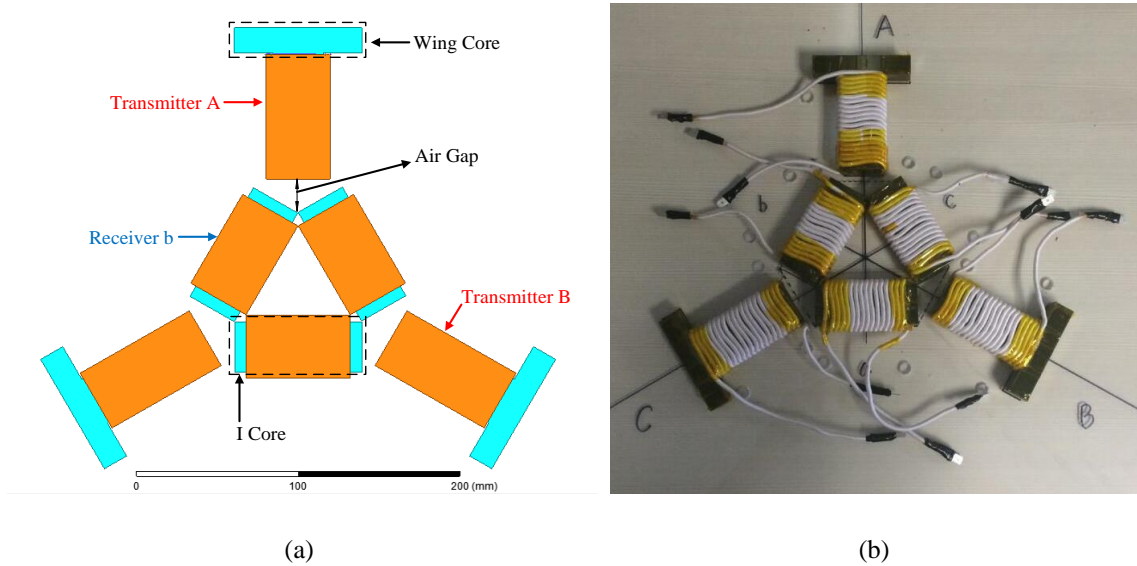 Wing Core
Transmitter A
Air Gap
Receiver b
Transmitter B
I Core
0
100
200 (mm)
A
b
c
a
C
B
(a)
(b)